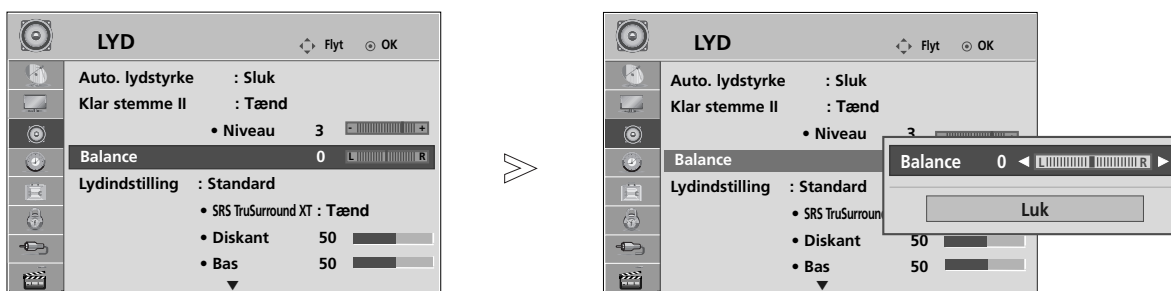 LYD Flyt OK
Auto. lydstyrke : Sluk
Klar stemme II : Tænd
• Niveau 3 - +
Balance 0 L R
Lydindstilling : Standard
• SRS TruSurround XT : Tænd
• Diskant 50
• Bas 50
LYD Flyt OK
Auto. lydstyrke : Sluk
Klar stemme II : Tænd
• Niveau 3
Balance
Balance 0 L R
Lydindstilling : Standard
Luk
• SRS TruSurroun
• Diskant 50
• Bas 50